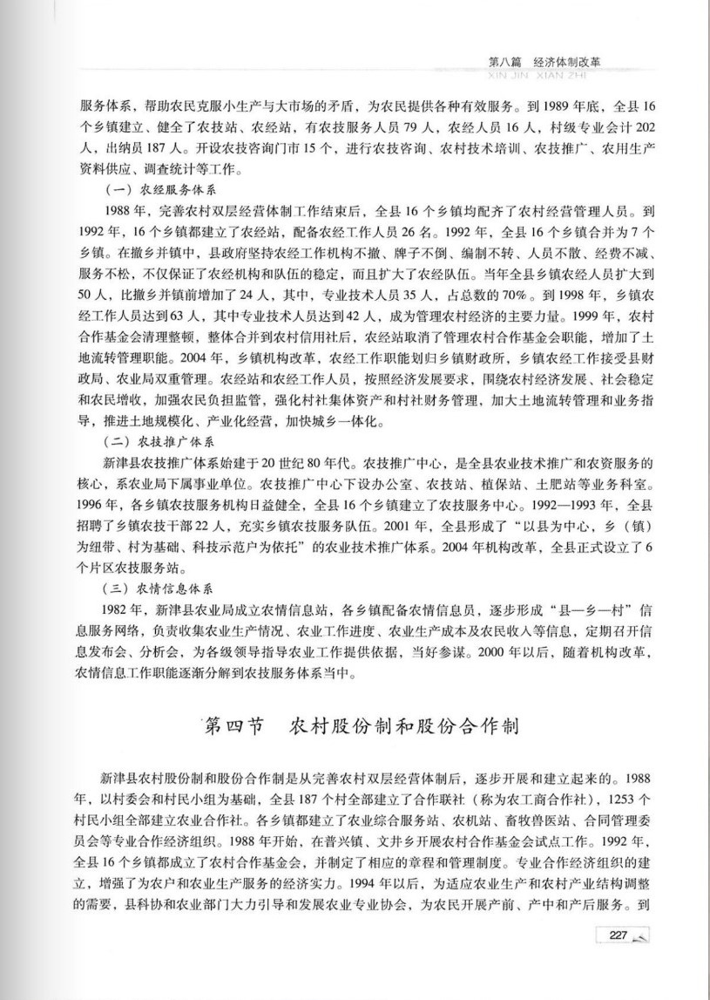 第八篇　经济体制改革
XIN JIN　XIAN ZHI
服务体系，帮助农民克服小生产与大市场的矛盾，为农民提供各种有效服务。到 1989 年底，全县 16
个乡镇建立、健全了农技站、农经站，有农技服务人员 79 人，农经人员 16 人，村级专业会计 202
人，出纳员 187 人。开设农技咨询门市 15 个，进行农技咨询、农村技术培训、农技推广、农用生产
资料供应、调查统计等工作。
（一）农经服务体系
1988 年，完善农村双层经营体制工作结束后，全县 16 个乡镇均配齐了农村经营管理人员。到
1992 年，16 个乡镇都建立了农经站，配备农经工作人员 26 名。1992 年，全县 16 个乡镇合并为 7 个
乡镇。在撤乡并镇中，县政府坚持农经工作机构不撤、牌子不倒、编制不转、人员不散、经费不减、
服务不松，不仅保证了农经机构和队伍的稳定，而且扩大了农经队伍。当年全县乡镇农经人员扩大到
50 人，比撤乡并镇前增加了 24 人，其中，专业技术人员 35 人，占总数的 70%。到 1998 年，乡镇农
经工作人员达到 63 人，其中专业技术人员达到 42 人，成为管理农村经济的主要力量。1999 年，农村
合作基金会清理整顿，整体合并到农村信用社后，农经站取消了管理农村合作基金会职能，增加了土
地流转管理职能。2004 年，乡镇机构改革，农经工作职能划归乡镇财政所，乡镇农经工作接受县财
政局、农业局双重管理。农经站和农经工作人员，按照经济发展要求，围绕农村经济发展、社会稳定
和农民增收，加强农民负担监管，强化村社集体资产和村社财务管理，加大土地流转管理和业务指
导，推进土地规模化、产业化经营，加快城乡一体化。
（二）农技推广体系
新津县农技推广体系始建于 20 世纪 80 年代。农技推广中心，是全县农业技术推广和农资服务的
核心，系农业局下属事业单位。农技推广中心下设办公室、农技站、植保站、土肥站等业务科室。
1996 年，各乡镇农技服务机构日益健全，全县 16 个乡镇建立了农技服务中心。1992—1993 年，全县
招聘了乡镇农技干部 22 人，充实乡镇农技服务队伍。2001 年，全县形成了“以县为中心，乡（镇）
为纽带、村为基础、科技示范户为依托”的农业技术推广体系。2004 年机构改革，全县正式设立了 6
个片区农技服务站。
（三）农情信息体系
1982 年，新津县农业局成立农情信息站，各乡镇配备农情信息员，逐步形成“县—乡—村”信
息服务网络，负责收集农业生产情况、农业工作进度、农业生产成本及农民收入等信息，定期召开信
息发布会、分析会，为各级领导指导农业工作提供依据，当好参谋。2000 年以后，随着机构改革，
农情信息工作职能逐渐分解到农技服务体系当中。
第四节　农村股份制和股份合作制
新津县农村股份制和股份合作制是从完善农村双层经营体制后，逐步开展和建立起来的。1988
年，以村委会和村民小组为基础，全县 187 个村全部建立了合作联社（称为农工商合作社），1253 个
村民小组全部建立农业合作社。各乡镇都建立了农业综合服务站、农机站、畜牧兽医站、合同管理委
员会等专业合作经济组织。1988 年开始，在普兴镇、文井乡开展农村合作基金会试点工作。1992 年，
全县 16 个乡镇都成立了农村合作基金会，并制定了相应的章程和管理制度。专业合作经济组织的建
立，增强了为农户和农业生产服务的经济实力。1994 年以后，为适应农业生产和农村产业结构调整
的需要，县科协和农业部门大力引导和发展农业专业协会，为农民开展产前、产中和产后服务。到
227